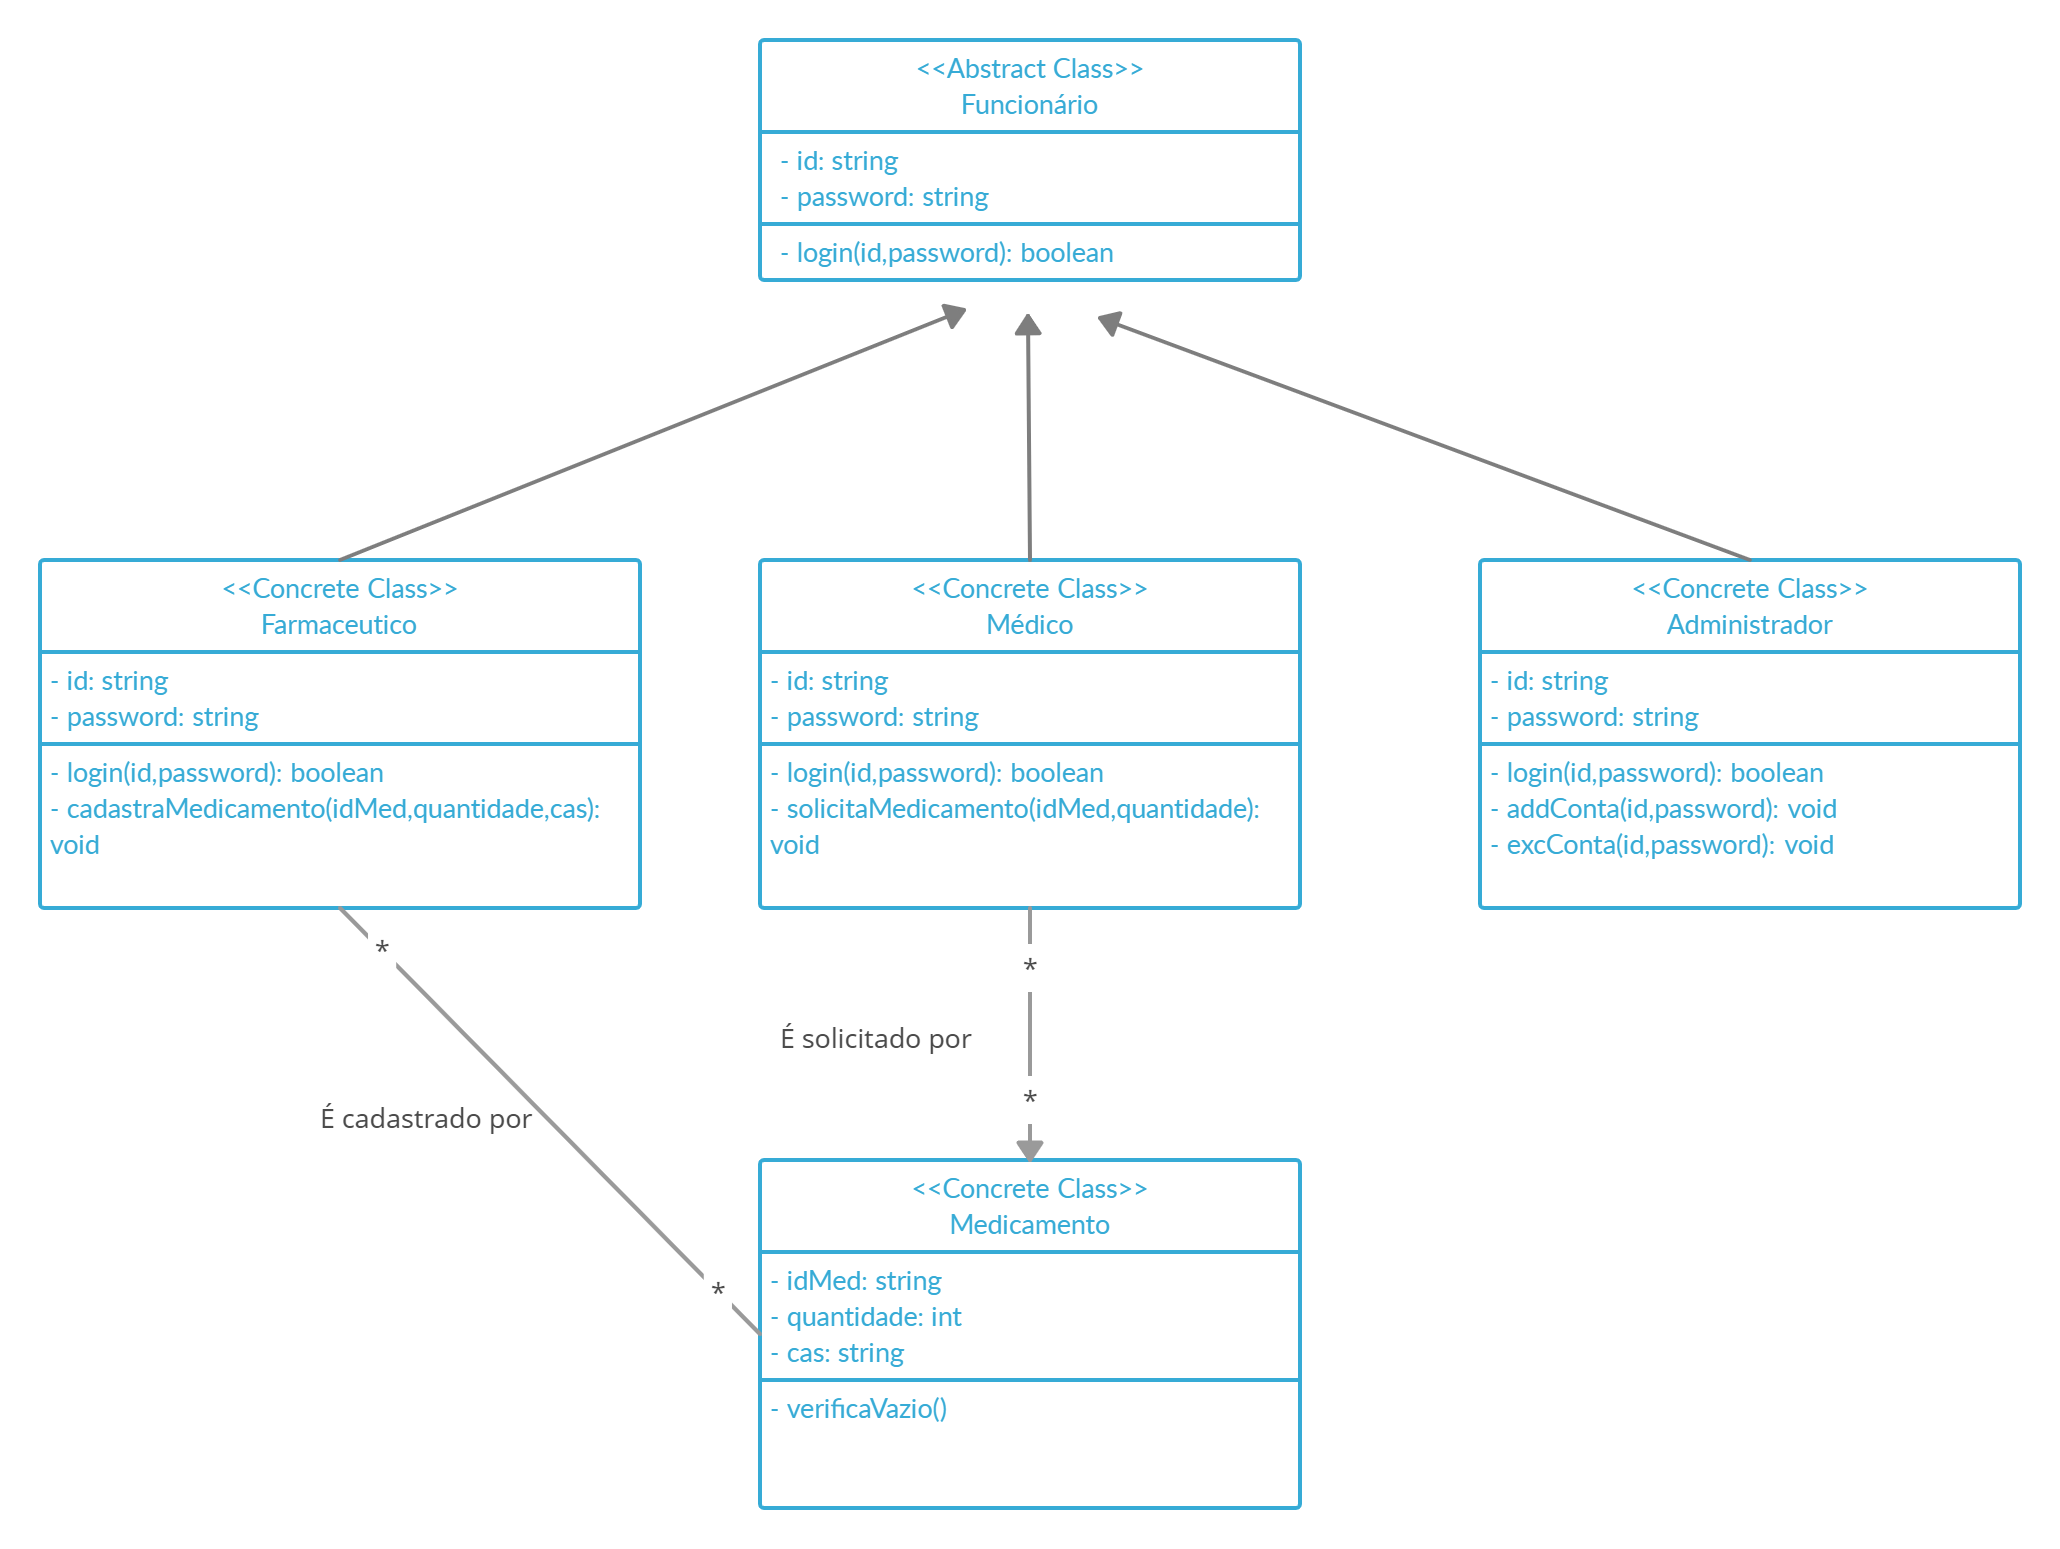 <<Abstract Class>>
Funcionário
- id: string
- password: string
- login(id,password): boolean
<<Concrete Class>>
Farmaceutico
- id: string
- password: string
- login(id,password): boolean
- cadastraMedicamento(idMed,quantidade,cas):
void
<<Concrete Class>>
Médico
- id: string
- password: string
- login(id,password): boolean
- solicitaMedicamento(idMed,quantidade):
void
<<Concrete Class>>
Administrador
- id: string
- password: string
- login(id,password): boolean
- addConta(id,password): void
- excConta(id,password): void
*
*
É solicitado por
*
É cadastrado por
*
<<Concrete Class>>
Medicamento
- idMed: string
- quantidade: int
- cas: string
- verificaVazio()